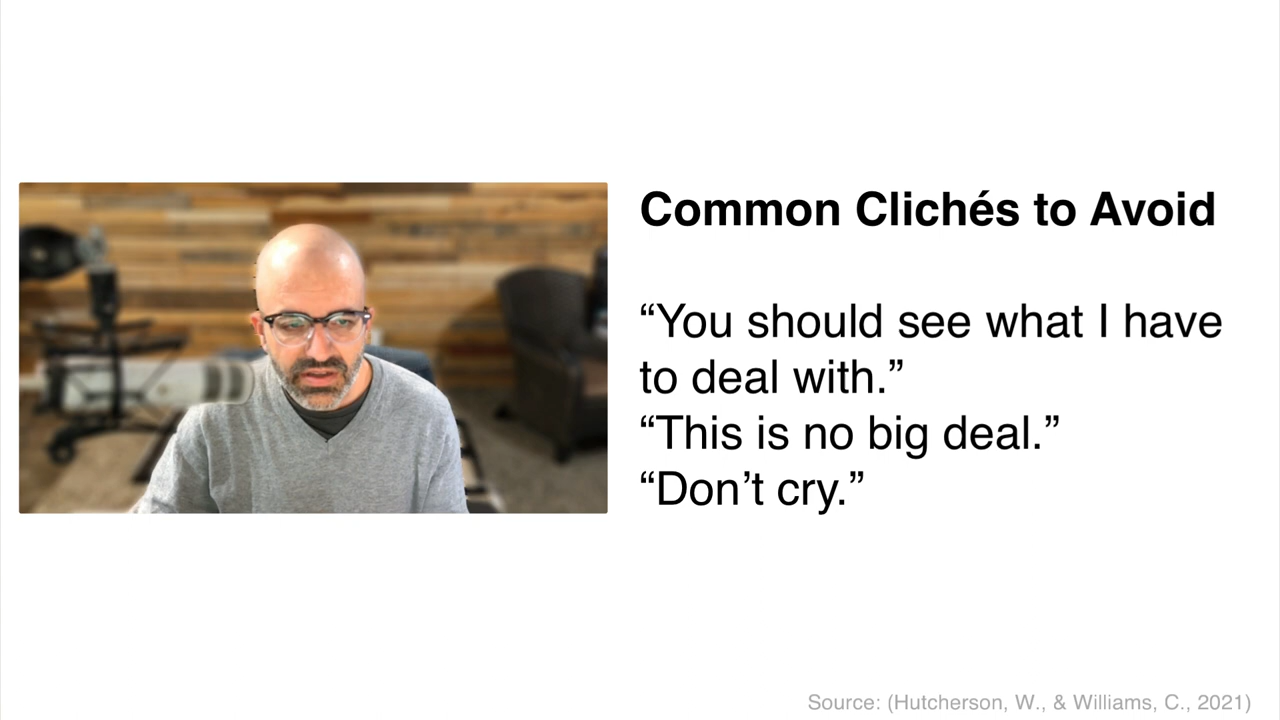 Common Clichés to Avoid
“You should see what I have
to deal with.”
“This is no big deal.”
“Don’t cry.”
Source: (Hutcherson, W., & Williams, C., 2021)